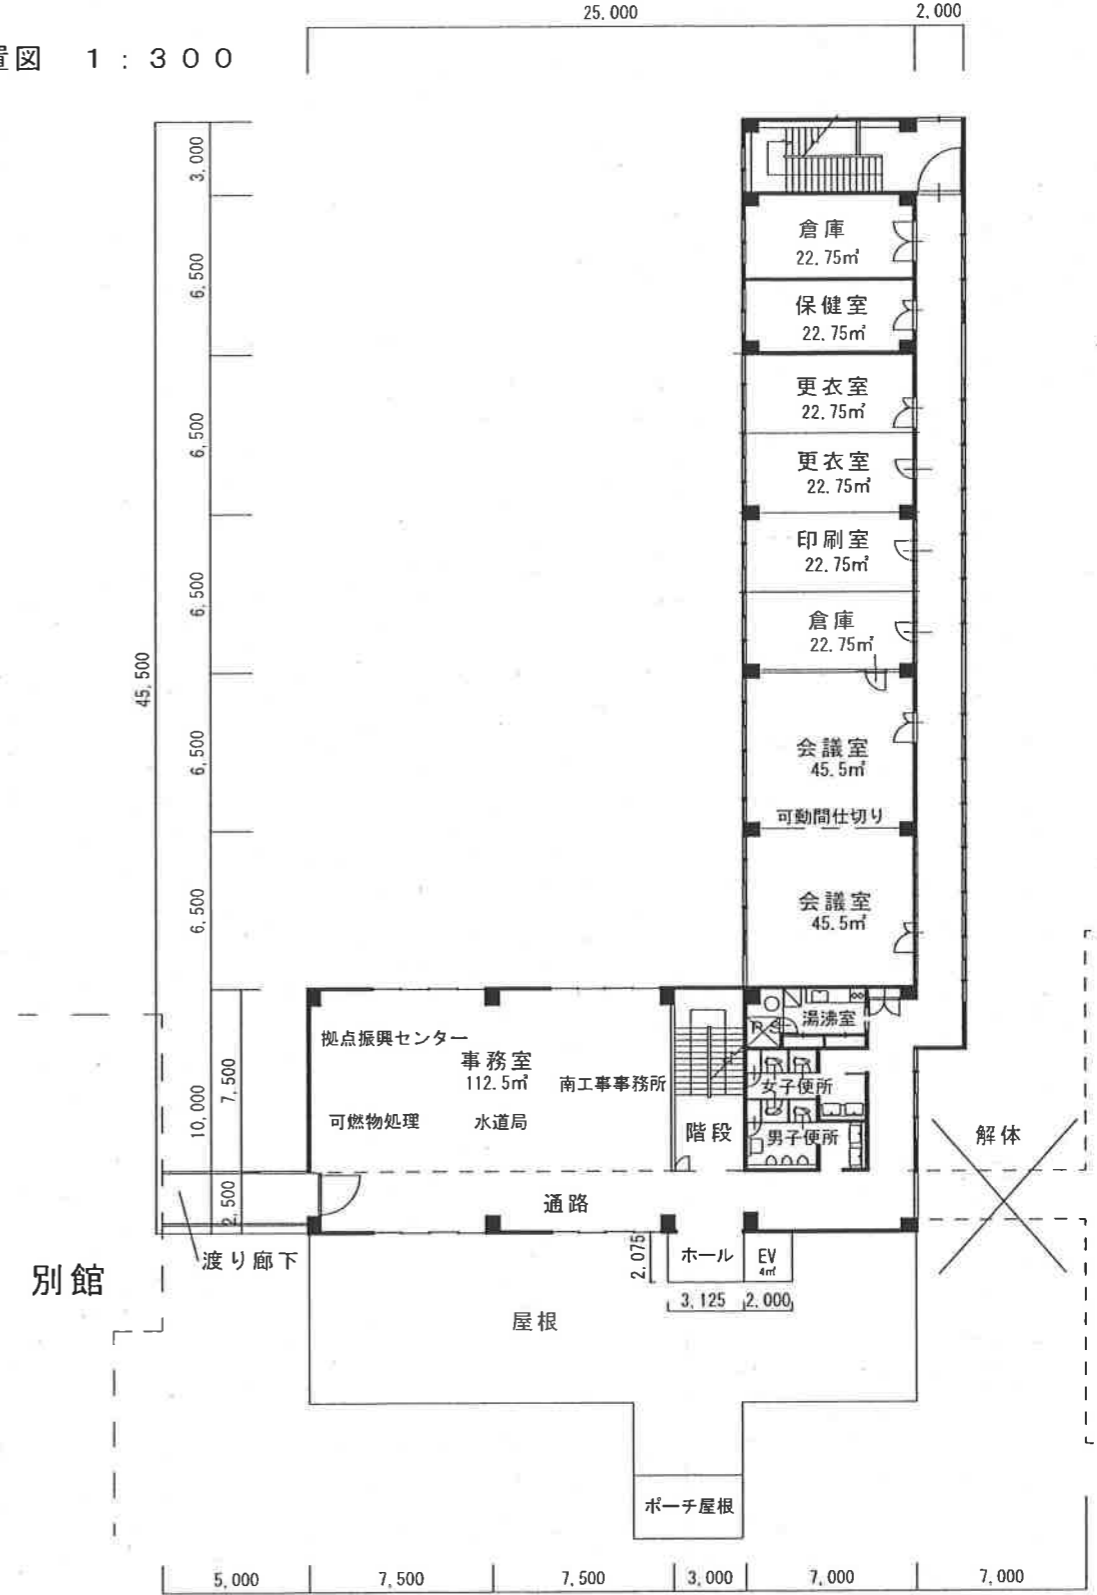 25,000
2,000
置図　１：３００
3,000
6,500
6,500
6,500
6,500
6,500
45,500
倉庫
22.75㎡
保健室
22.75㎡
更衣室
22.75㎡
更衣室
22.75㎡
印刷室
22.75㎡
倉庫
22.75㎡
会議室
45.5㎡
可動間仕切り
会議室
45.5㎡
7,500
10,000
2,500
拠点振興センター
事務室
112.5㎡
南工事事務所
可燃物処理
水道局
階段
湯沸室
PS
女子便所
男子便所
解体
通路
渡り廊下
別館
2,075
ホール
EV
4㎡
3,125
2,000
屋根
ポーチ屋根
5,000
7,500
7,500
3,000
7,000
7,000